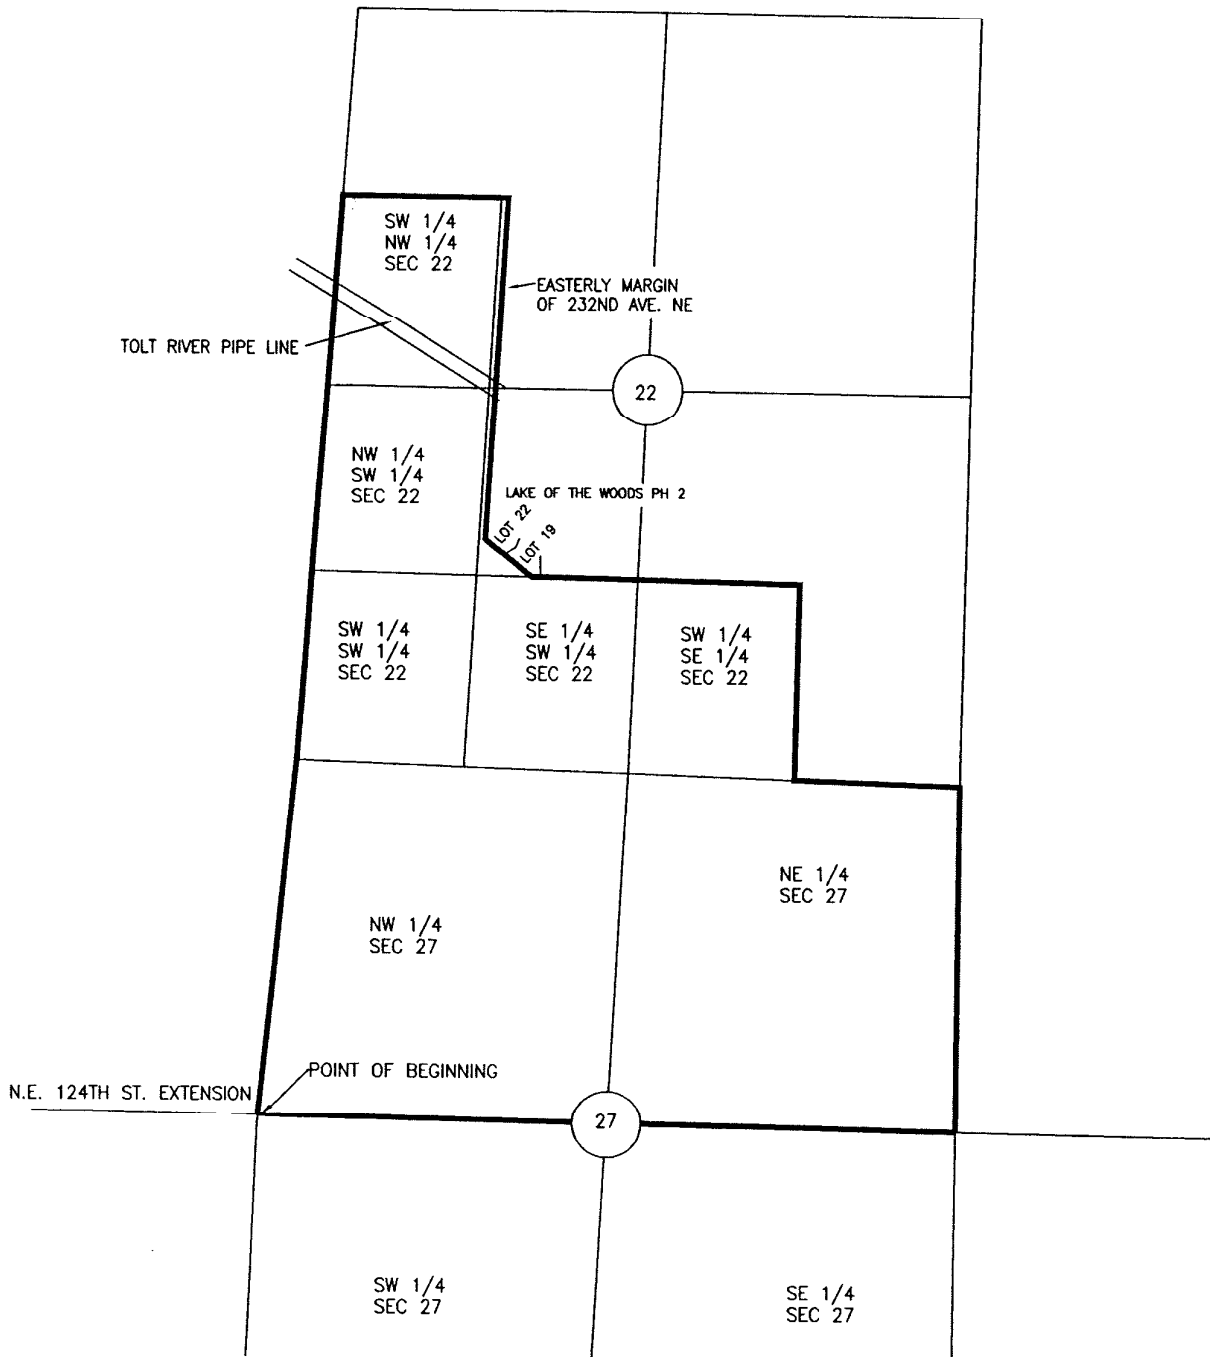 SW 1/4
NW 1/4
SEC 22
EASTERLY MARGIN
OF 232ND AVE. NE
TOLT RIVER PIPE LINE
22
NW 1/4
SW 1/4
SEC 22
LAKE OF THE WOODS PH 2
LOT 22
LOT 19
SW 1/4
SW 1/4
SEC 22
SE 1/4
SW 1/4
SEC 22
SW 1/4
SE 1/4
SEC 22
NE 1/4
SEC 27
NW 1/4
SEC 27
POINT OF BEGINNING
N.E. 124TH ST. EXTENSION
27
SW 1/4
SEC 27
SE 1/4
SEC 27